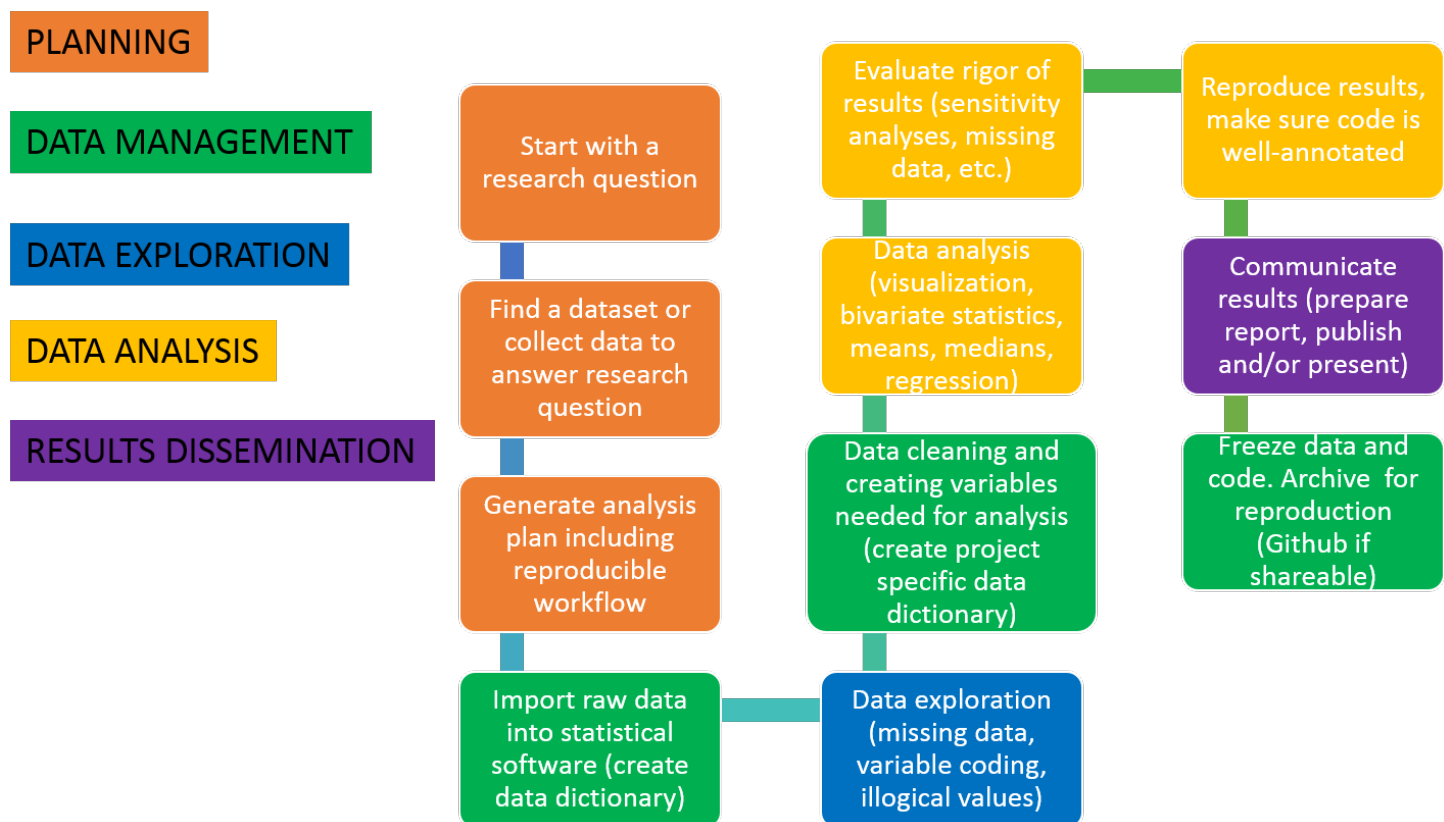 PLANNING
DATA MANAGEMENT
DATA EXPLORATION
DATA ANALYSIS
RESULTS DISSEMINATION
Start with a
research question
Find a dataset or
collect data to
answer research
question
Generate analysis
plan including
reproducible
workflow
Import raw data
into statistical
software (create
data dictionary)
Data exploration
(missing data,
variable coding,
illogical values)
Data cleaning and
creating variables
needed for analysis
(create project
specific data
dictionary)
Data analysis
(visualization,
bivariate statistics,
means, medians,
regression)
Evaluate rigor of
results (sensitivity
analyses, missing
data, etc.)
Reproduce results,
make sure code is
well-annotated
Communicate
results (prepare
report, publish
and/or present)
Freeze data and
code. Archive  for
reproduction
(Github if
shareable)